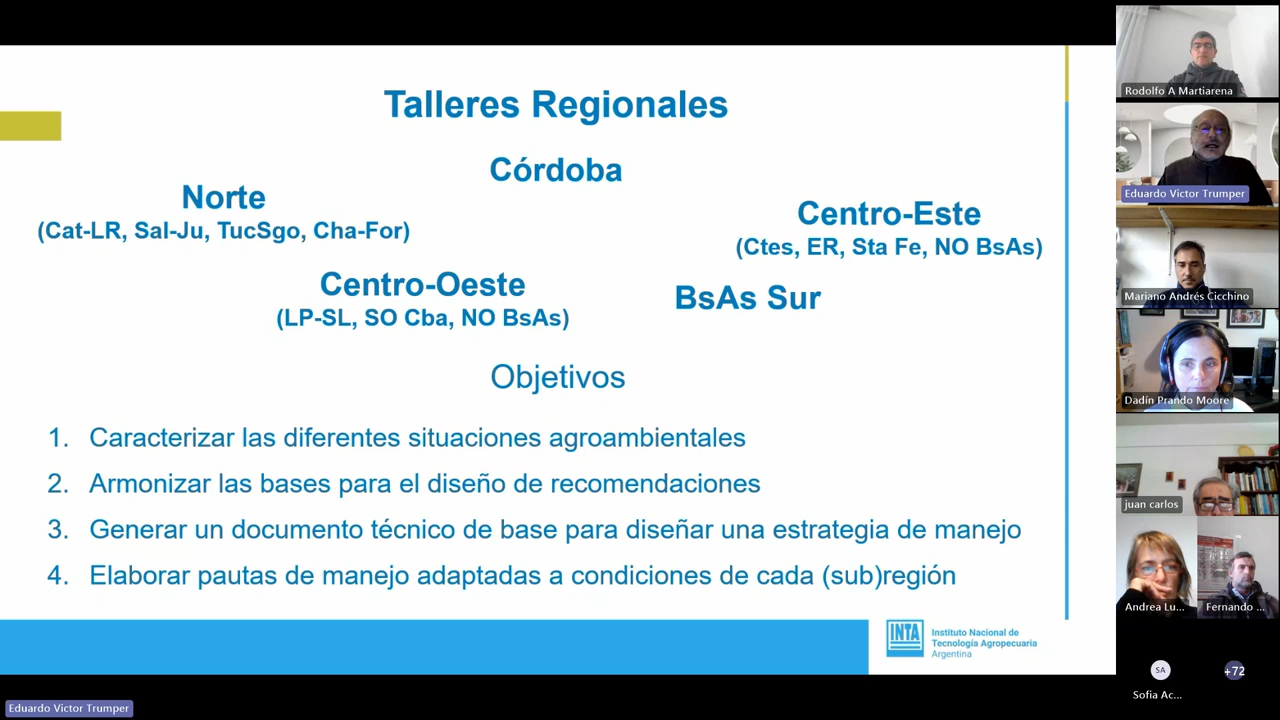 Talleres Regionales
Córdoba
Norte
(Cat-LR, Sal-Ju, TucSgo, Cha-For)
Centro-Este
(Ctes, ER, Sta Fe, NO BsAs)
Centro-Oeste
(LP-SL, SO Cba, NO BsAs)
BsAs Sur
Objetivos
1. Caracterizar las diferentes situaciones agroambientales
2. Armonizar las bases para el diseño de recomendaciones
3. Generar un documento técnico de base para diseñar una estrategia de manejo
4. Elaborar pautas de manejo adaptadas a condiciones de cada (sub)región
INTA
Instituto Nacional de
Tecnología Agropecuaria
Argentina
Eduardo Victor Trumper
Rodolfo A Martiarena
Eduardo Victor Trumper
Mariano Andrés Cicchino
Dadín Prando Moore
juan carlos
Andrea Lu...
Fernando ...
SA
Sofia Ac...
+72